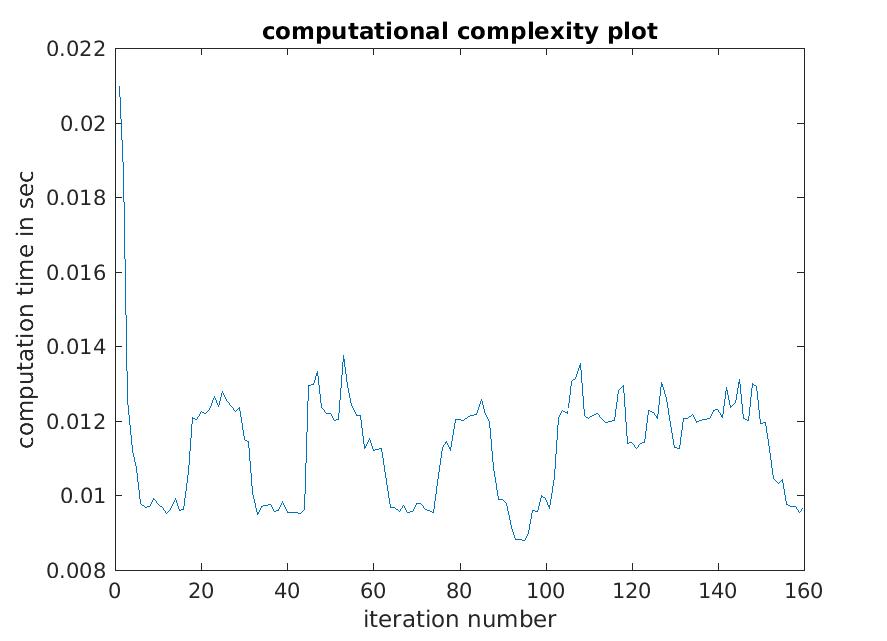 computational complexity plot
0.022
0.02
0.018
0.016
0.014
0.012
0.01
0.008
computation time in sec
0 20 40 60 80 100 120 140 160
iteration number